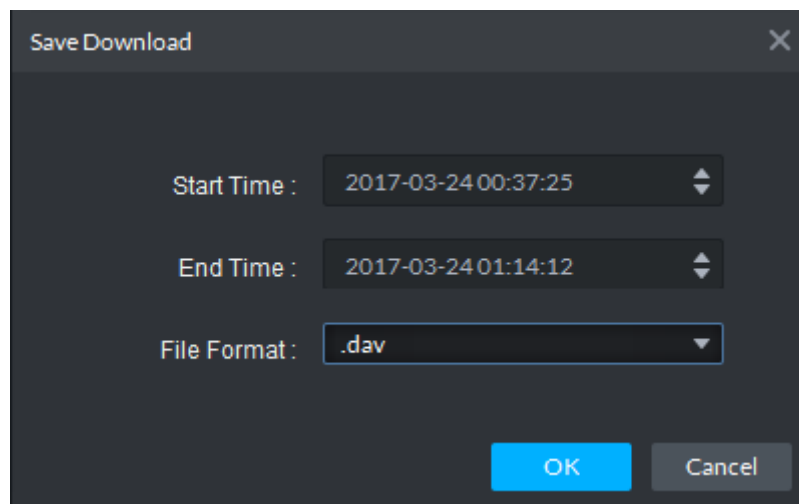 Save Download
Start Time : 2017-03-24 00:37:25
End Time : 2017-03-24 01:14:12
File Format : .dav
OK Cancel